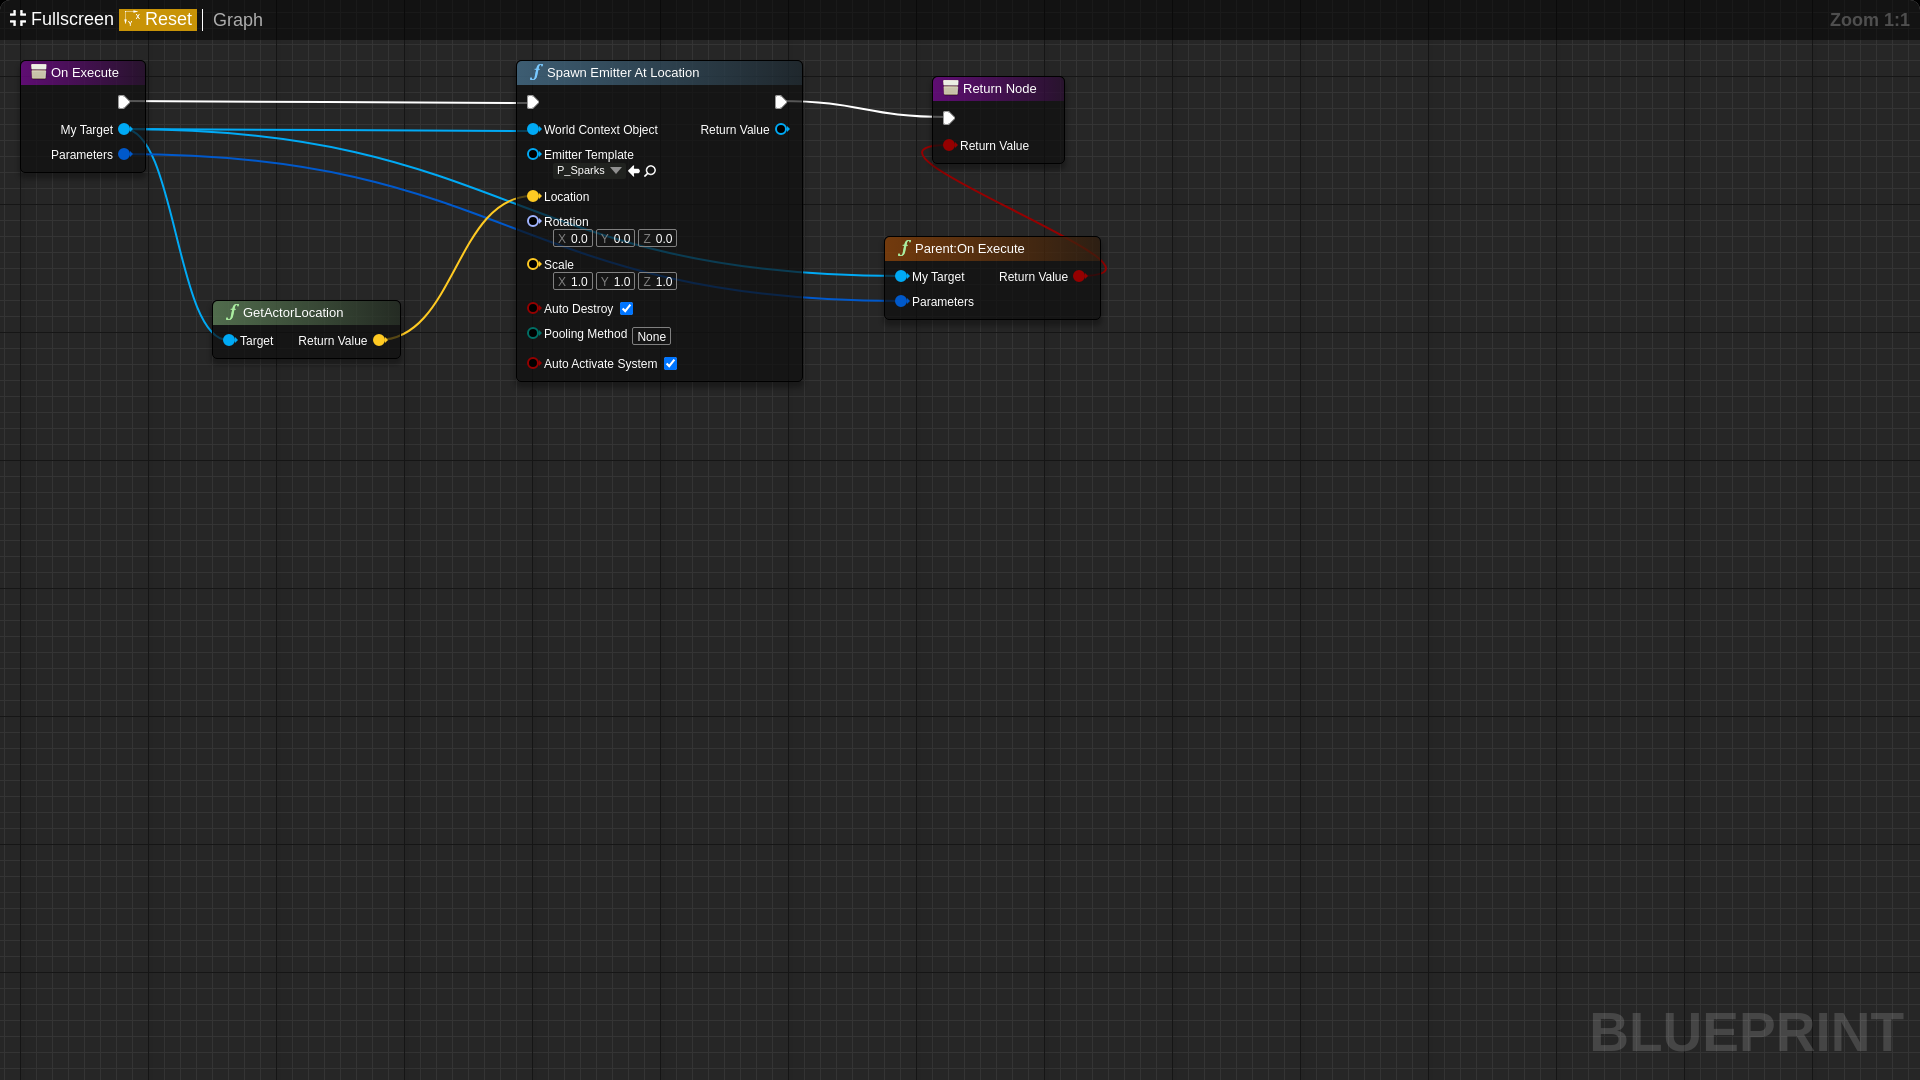 Fullscreen Reset Graph Zoom 1:1
On Execute
My Target
Parameters
Spawn Emitter At Location
World Context Object Return Value
Emitter Template
P_Sparks
Location
Rotation
X 0.0 Y 0.0 Z 0.0
Scale
X 1.0 Y 1.0 Z 1.0
Auto Destroy
Pooling Method None
Auto Activate System
Return Node
Return Value
Parent:On Execute
My Target Return Value
Parameters
GetActorLocation
Target Return Value
BLUEPRINT